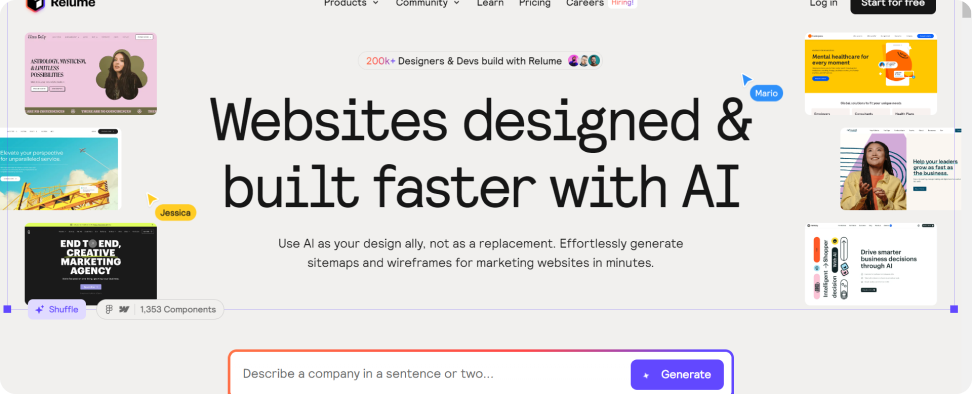 Relume
Products
Community
Learn
Pricing
Careers
Hiring!
Log in
Start for free
200k+ Designers & Devs build with Relume
Websites designed &
built faster with AI
Use AI as your design ally, not as a replacement. Effortlessly generate
sitemaps and wireframes for marketing websites in minutes.
ASTROLOGY, MYSTICISM,
& LIMITLESS
POSSIBILITIES
Elevate your perspective
for unparalleled service.
Jessica
END TO END,
CREATIVE
MARKETING
AGENCY
Mario
Mental healthcare for
every moment
Help your leaders
grow as fast as
the business.
Intelligent
Shopper
decision
Drive smarter
business decisions
through AI
Shuffle
1,353 Components
Describe a company in a sentence or two...
Generate